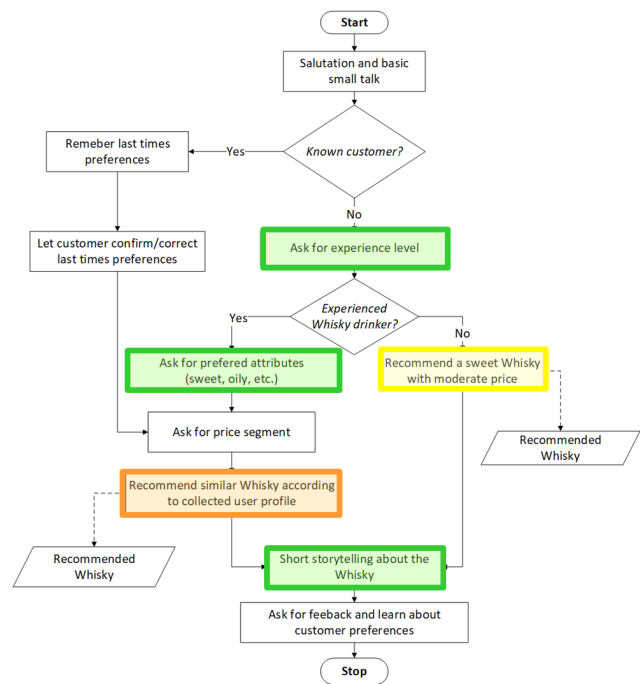 Start
Salutation and basic
small talk
Known customer?
Yes
Remeber last times
preferences
No
Let customer confirm/correct
last times preferences
Ask for experience level
Experienced
Whisky drinker?
Yes
No
Ask for prefered attributes
(sweet, oily, etc.)
Recommend a sweet Whisky
with moderate price
Ask for price segment
Recommended
Whisky
Recommend similar Whisky according
to collected user profile
Recommended
Whisky
Short storytelling about the
Whisky
Ask for feeback and learn about
customer preferences
Stop